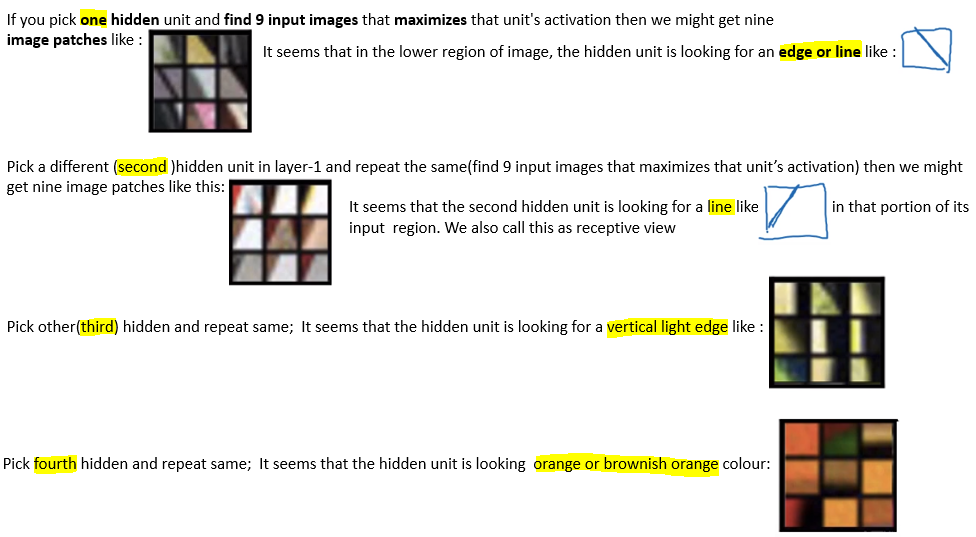 If you pick one hidden unit and find 9 input images that maximizes that unit's activation then we might get nine
image patches like :
It seems that in the lower region of image, the hidden unit is looking for an edge or line like :
Pick a different (second )hidden unit in layer-1 and repeat the same(find 9 input images that maximizes that unit’s activation) then we might
get nine image patches like this:
It seems that the second hidden unit is looking for a line like
in that portion of its
input region. We also call this as receptive view
Pick other(third) hidden and repeat same; It seems that the hidden unit is looking for a vertical light edge like :
Pick fourth hidden and repeat same; It seems that the hidden unit is looking orange or brownish orange colour: